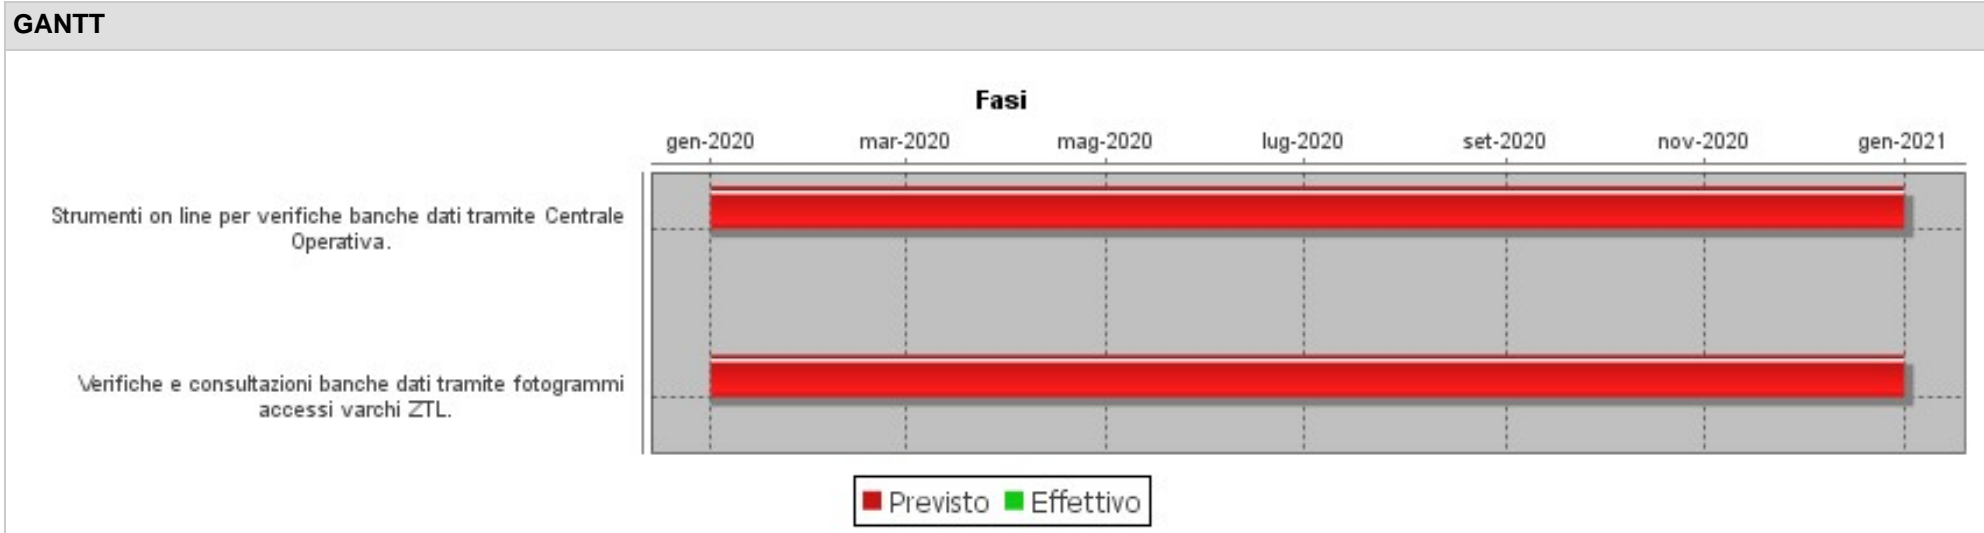 GANTT
Fasi
gen-2020 mar-2020 mag-2020 lug-2020 set-2020 nov-2020 gen-2021
Strumenti on line per verifiche banche dati tramite Centrale
Operativa.
Verifiche e consultazioni banche dati tramite fotogrammi
accessi varchi ZTL.
Previsto Effettivo